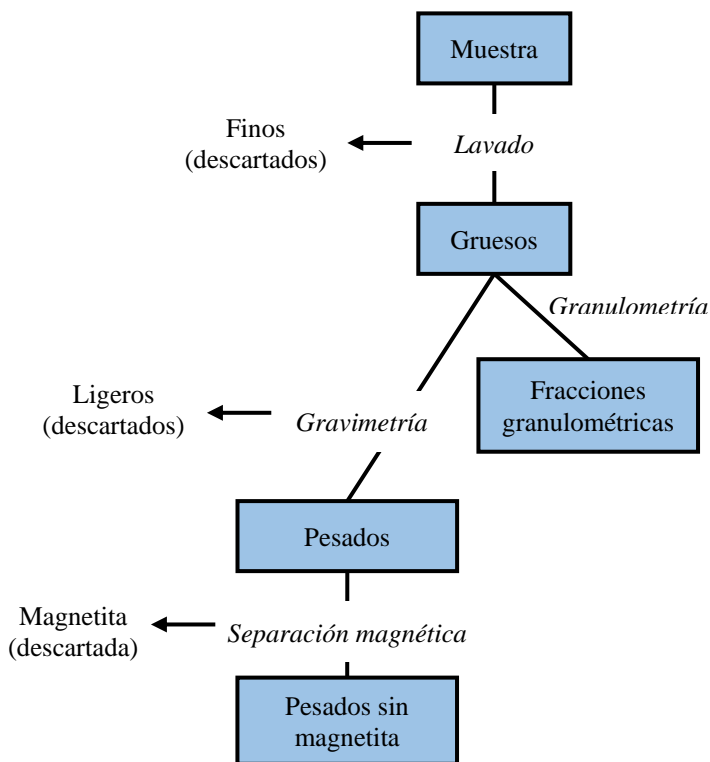 Muestra
Finos
(descartados)
Lavado
Gruesos
Granulometría
Fracciones
granulométricas
Ligeros
(descartados)
Gravimetría
Pesados
Magnetita
(descartada)
Separación magnética
Pesados sin
magnetita